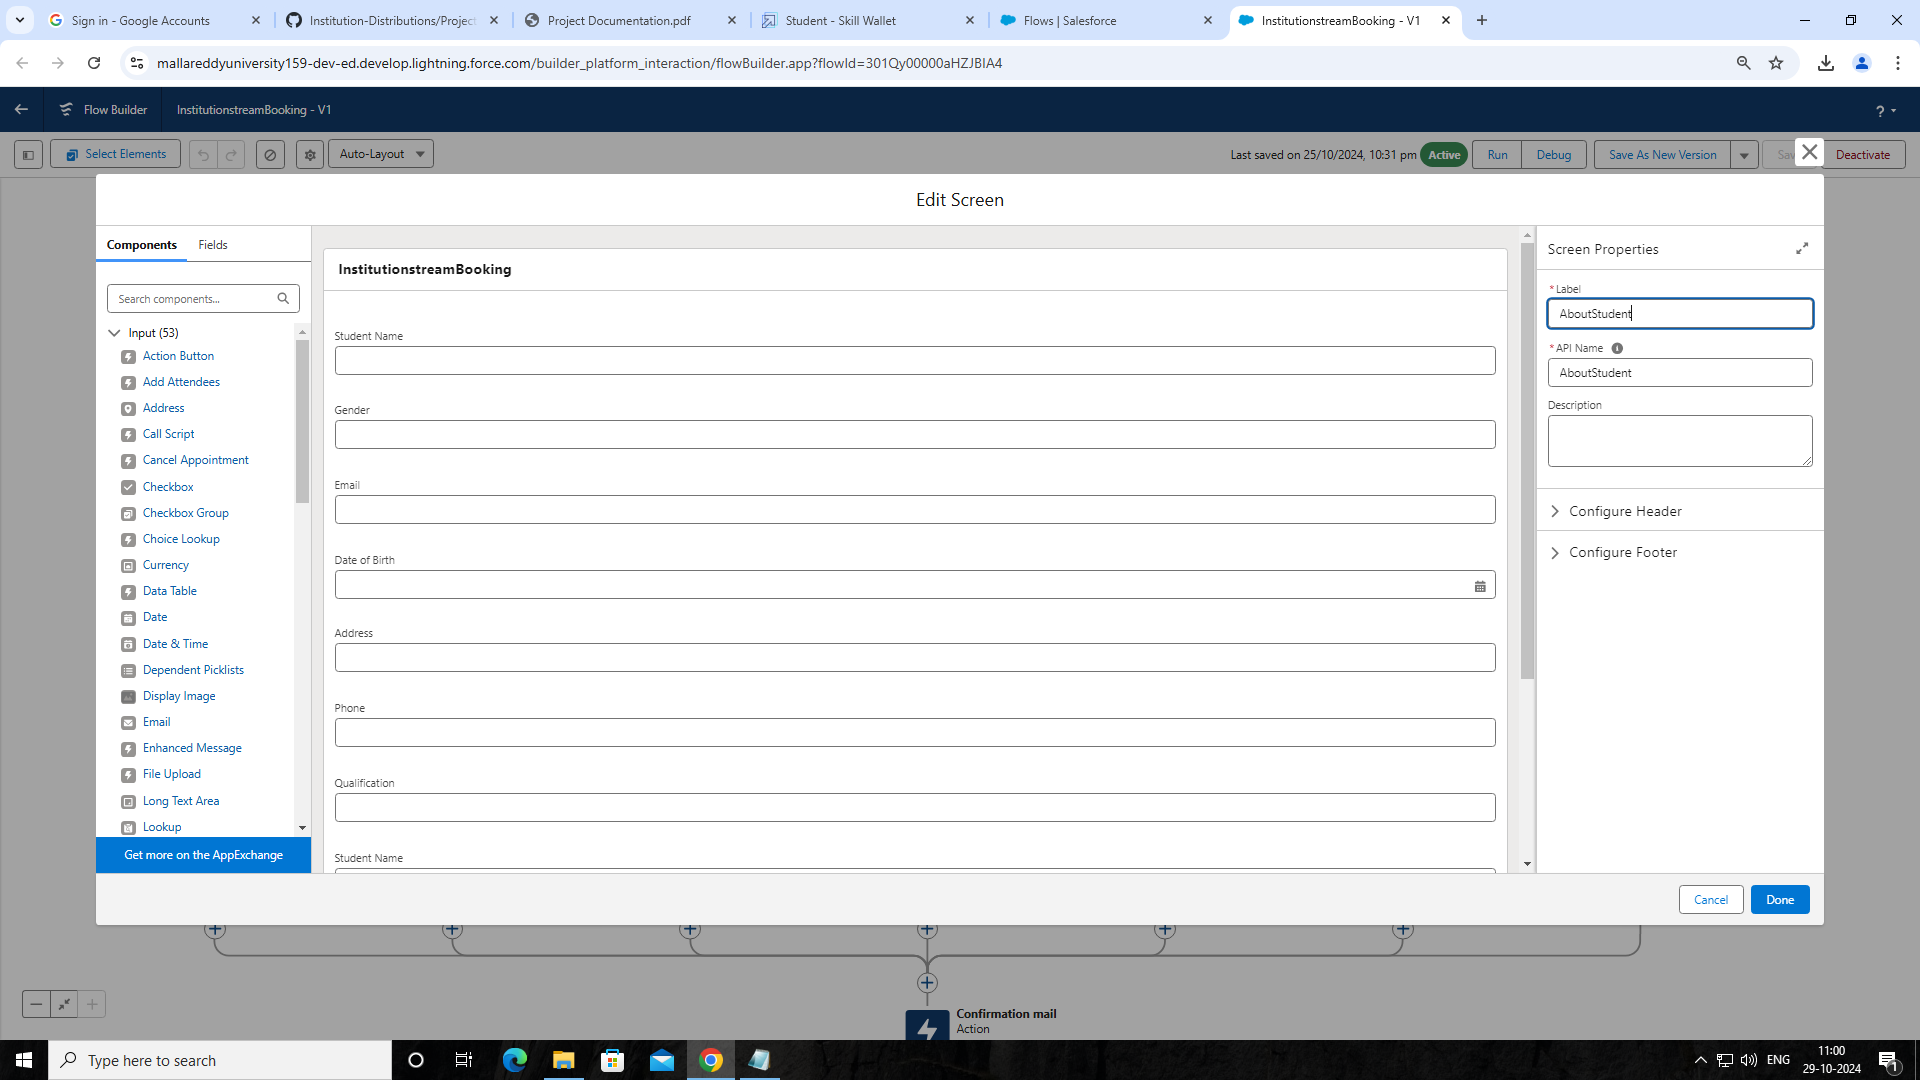 Sign in - Google Accounts
Institution-Distributions/Project
Project Documentation.pdf
Student - Skill Wallet
Flows | Salesforce
InstitutionstreamBooking - V1
mallareddyuniversity159-dev-ed.develop.lightning.force.com/builder_platform_interaction/flowBuilder.app?flowId=301Qy00000aHZJBIA4
Flow Builder
InstitutionstreamBooking - V1
?
Select Elements
Auto-Layout
Last saved on 25/10/2024, 10:31 pm
Active
Run
Debug
Save As New Version
Deactivate
Edit Screen
Components
Fields
Search components...
Input (53)
Action Button
Add Attendees
Address
Call Script
Cancel Appointment
Checkbox
Checkbox Group
Choice Lookup
Currency
Data Table
Date
Date & Time
Dependent Picklists
Display Image
Email
Enhanced Message
File Upload
Long Text Area
Lookup
Get more on the AppExchange
InstitutionstreamBooking
Student Name
Gender
Email
Date of Birth
Address
Phone
Qualification
Student Name
Screen Properties
* Label
AboutStudent
* API Name
AboutStudent
Description
Configure Header
Configure Footer
Cancel
Done
Confirmation mail
Action
Type here to search
ENG
11:00
29-10-2024
1